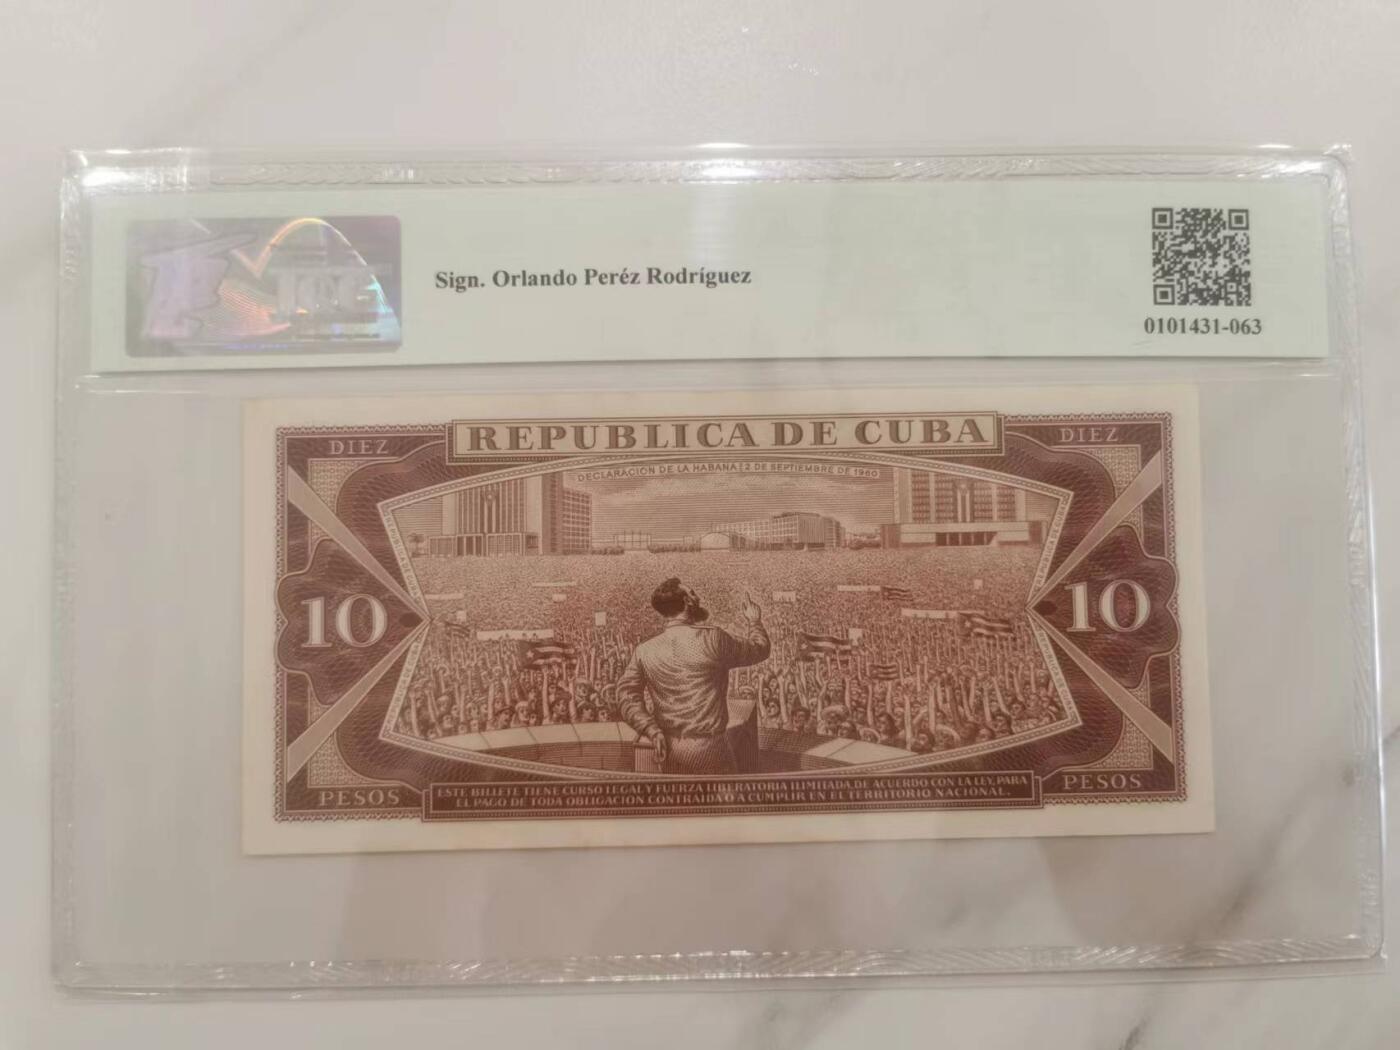 TQG
Sign. Orlando Peréz Rodríguez
0101431-063
DIEZ
REPUBLICA DE CUBA
DIEZ
DECLARACION DE LA HABANA 2 DE SEPTIEMBRE DE 1960
10
10
PESOS
ESTE BILLETE TIENE CURSO LEGAL Y FUERZA LIBERATORIA ILIMITADA, DE ACUERDO CON LA LEY, PARA
EL PAGO DE TODA OBLIGACION CONTRAIDA O A CUMPLIR EN EL TERRITORIO NACIONAL.
PESOS